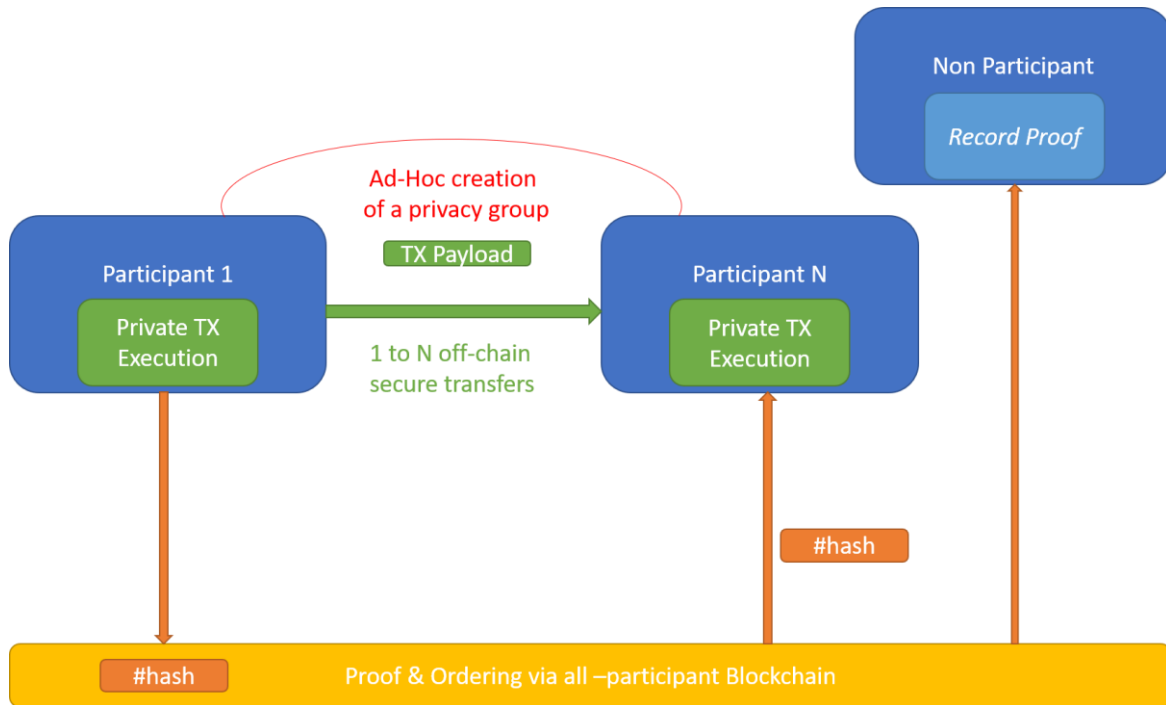 Non Participant
Record Proof
Ad-Hoc creation
of a privacy group
TX Payload
Participant 1
Private TX
Execution
Participant N
Private TX
Execution
1 to N off-chain
secure transfers
#hash
#hash
Proof & Ordering via all –participant Blockchain